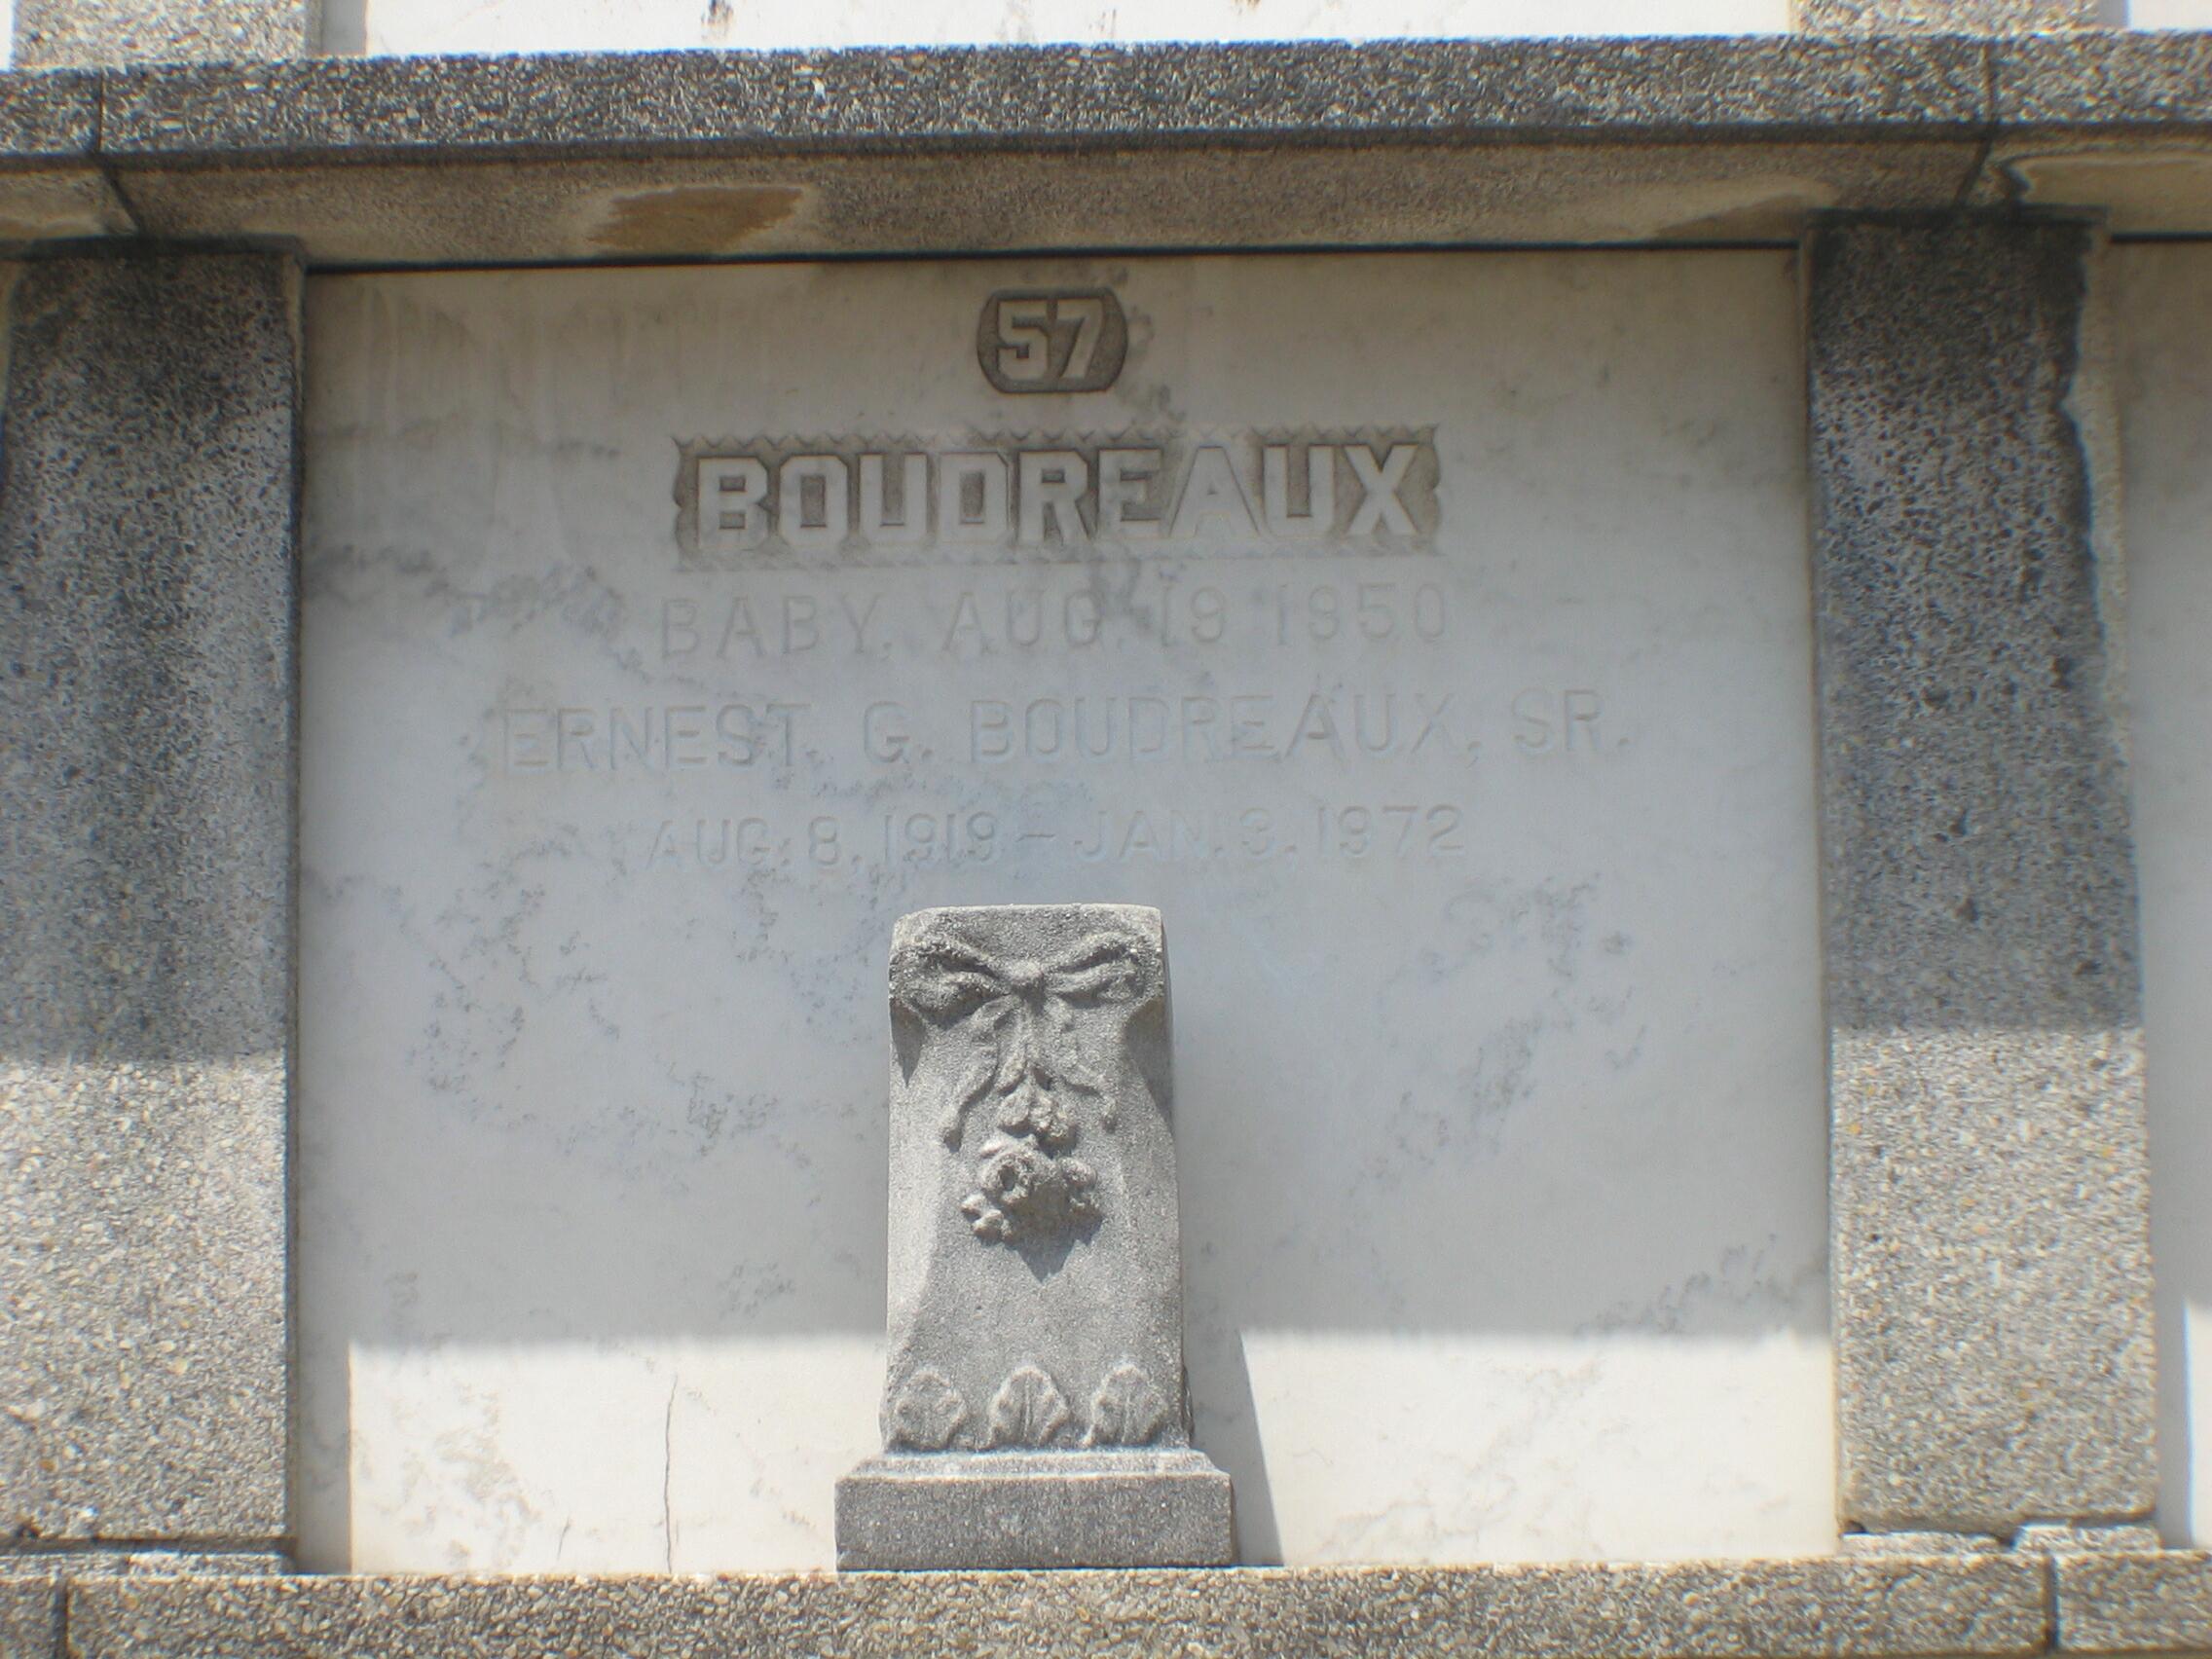 57
BOUDREAUX
BABY. AUG. 19 1950
ERNEST G. BOUDREAUX, SR.
AUG. 8, 1919 – JAN. 3, 1972